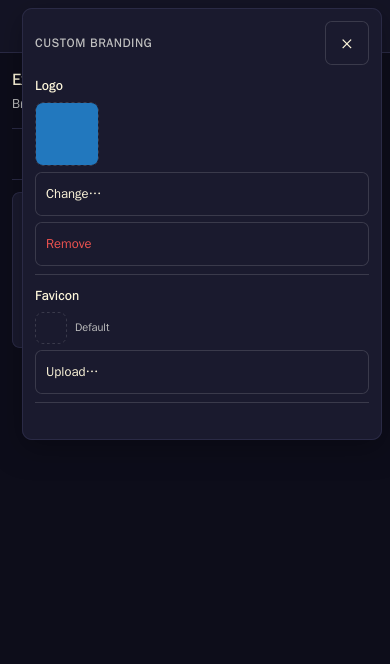 CUSTOM BRANDING
Logo
Change···
Remove
Favicon
Default
Upload···